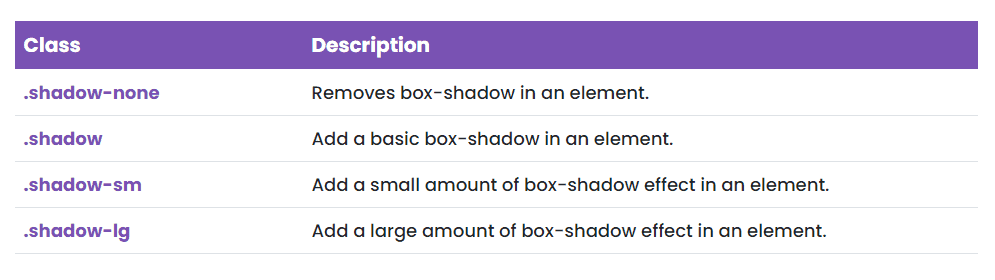 Class Description
.shadow-none Removes box-shadow in an element.
.shadow Add a basic box-shadow in an element.
.shadow-sm Add a small amount of box-shadow effect in an element.
.shadow-lg Add a large amount of box-shadow effect in an element.